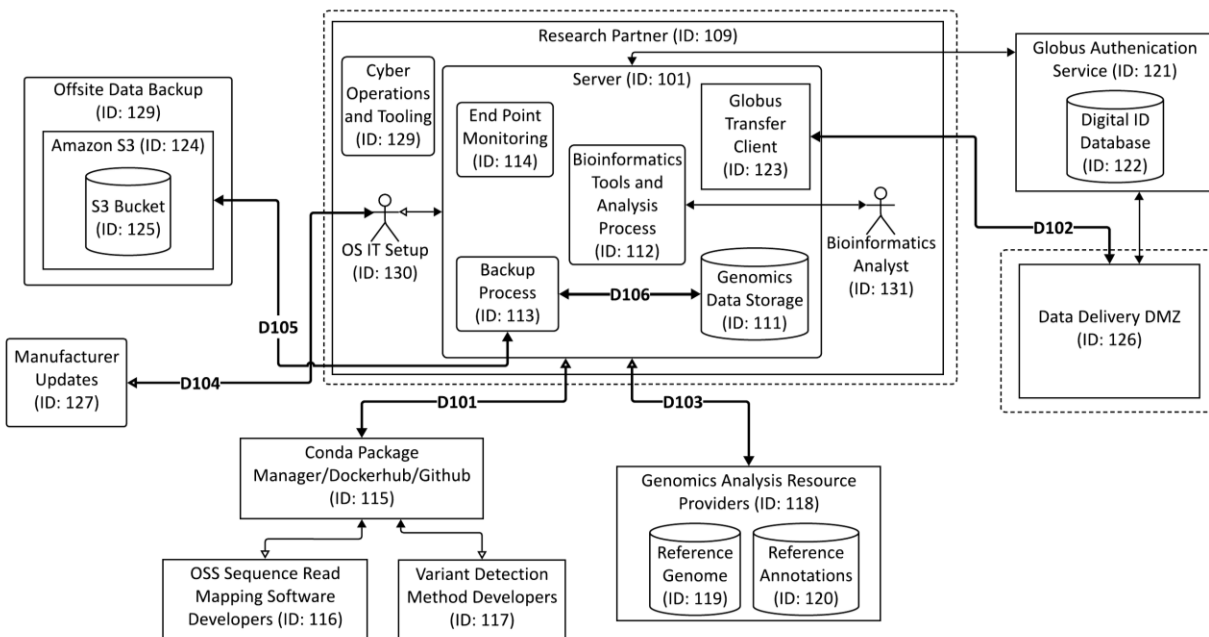 Research Partner (ID: 109)
Cyber
Operations
and Tooling
(ID: 129)
Server (ID: 101)
End Point
Monitoring
(ID: 114)
Globus
Transfer
Client
(ID: 123)
Bioinformatics
Tools and
Analysis
Process
(ID: 112)
OS IT Setup
(ID: 130)
Bioinformatics
Analyst
(ID: 131)
Backup
Process
(ID: 113)
D106
Genomics
Data Storage
(ID: 111)
Globus Authenication
Service (ID: 121)
Digital ID
Database
(ID: 122)
D102
Data Delivery DMZ
(ID: 126)
Offsite Data Backup
(ID: 129)
Amazon S3 (ID: 124)
S3 Bucket
(ID: 125)
D105
Manufacturer
Updates
(ID: 127)
D104
D101
D103
Conda Package
Manager/Dockerhub/Github
(ID: 115)
OSS Sequence Read
Mapping Software
Developers (ID: 116)
Variant Detection
Method Developers
(ID: 117)
Genomics Analysis Resource
Providers (ID: 118)
Reference
Genome
(ID: 119)
Reference
Annotations
(ID: 120)